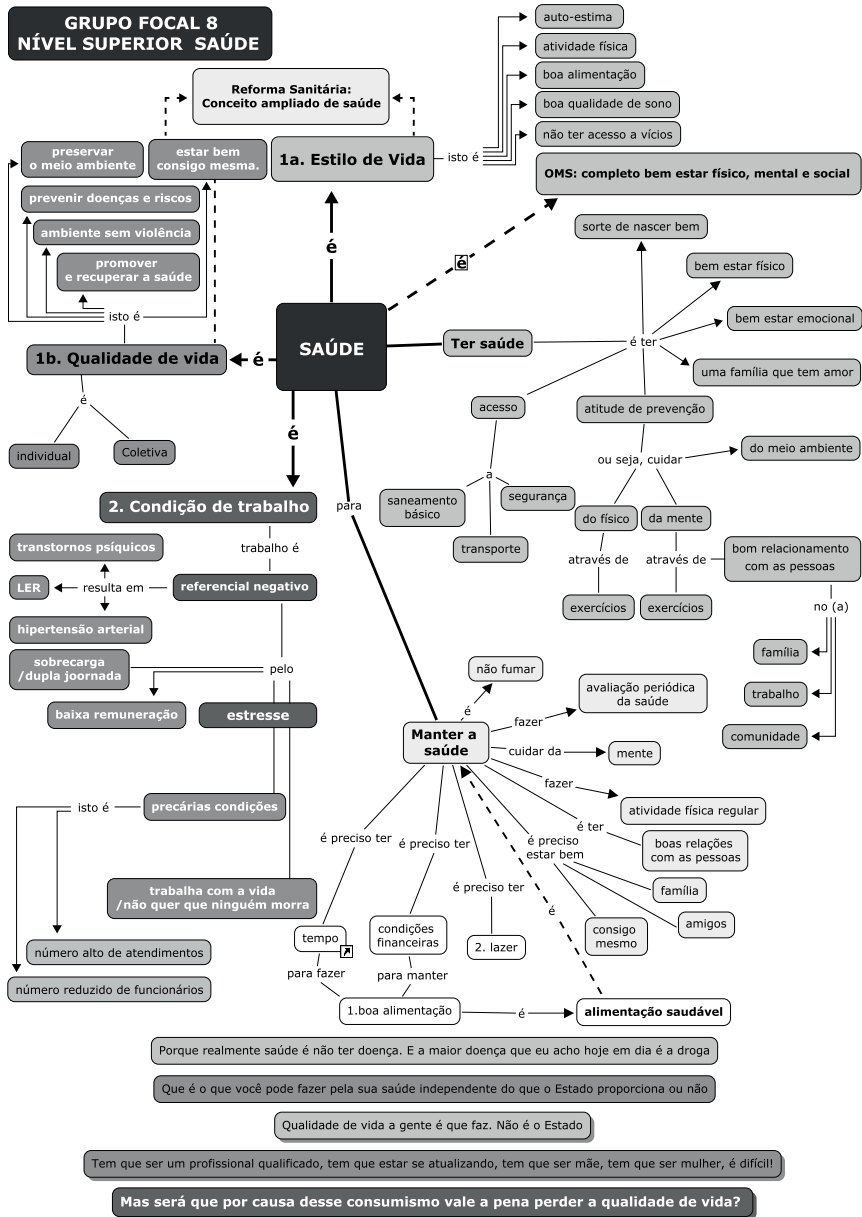 GRUPO FOCAL 8
NÍVEL SUPERIOR SAÚDE
Reforma Sanitária:
Conceito ampliado de saúde
auto-estima
atividade física
boa alimentação
boa qualidade de sono
não ter acesso a vícios
preservar
o meio ambiente
estar bem
consigo mesma.
1a. Estilo de Vida
isto é
OMS: completo bem estar físico, mental e social
prevenir doenças e riscos
ambiente sem violência
promover
e recuperar a saúde
isto é
é
é
sorte de nascer bem
bem estar físico
bem estar emocional
uma família que tem amor
1b. Qualidade de vida
é
SAÚDE
Ter saúde
é ter
é
individual
Coletiva
é
acesso
atitude de prevenção
a
ou seja, cuidar
do meio ambiente
saneamento
básico
segurança
transporte
do físico
da mente
através de
através de
bom relacionamento
com as pessoas
exercícios
exercícios
no (a)
família
trabalho
comunidade
2. Condição de trabalho
para
trabalho é
transtornos psíquicos
LER
resulta em
referencial negativo
hipertensão arterial
sobrecarga
/dupla joornada
pelo
baixa remuneração
estresse
isto é
precárias condições
trabalha com a vida
/não quer que ninguém morra
número alto de atendimentos
número reduzido de funcionários
não fumar
é
fazer
avaliação periódica
da saúde
Manter a
saúde
cuidar da
mente
fazer
atividade física regular
é ter
boas relações
com as pessoas
é preciso ter
é preciso ter
é preciso
estar bem
família
amigos
consigo
mesmo
é preciso ter
é
tempo
condições
financeiras
2. lazer
para fazer
para manter
1.boa alimentação
é
alimentação saudável
Porque realmente saúde é não ter doença. E a maior doença que eu acho hoje em dia é a droga
Que é o que você pode fazer pela sua saúde independente do que o Estado proporciona ou não
Qualidade de vida a gente é que faz. Não é o Estado
Tem que ser um profissional qualificado, tem que estar se atualizando, tem que ser mãe, tem que ser mulher, é difícil!
Mas será que por causa desse consumismo vale a pena perder a qualidade de vida?